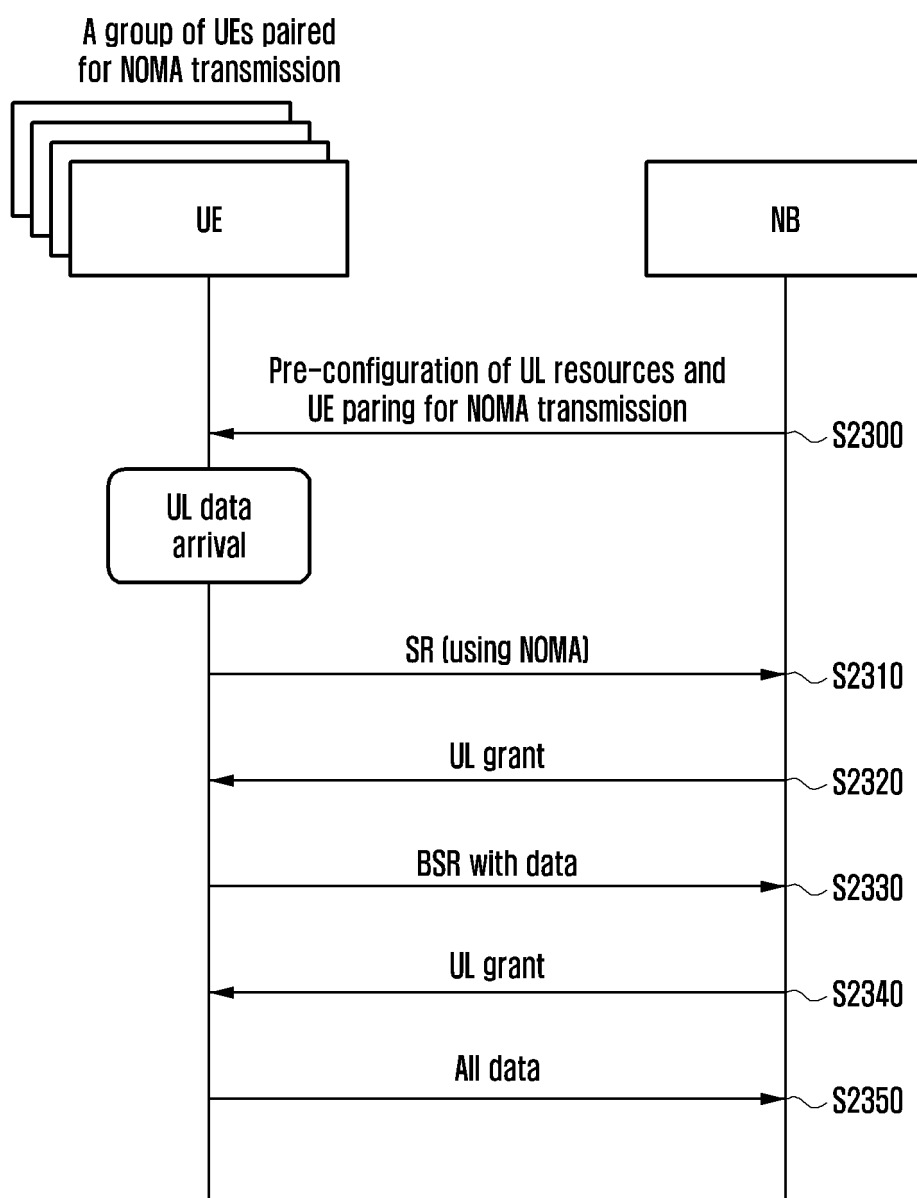 A group of UEs paired
for NOMA transmission
UE
NB
Pre-configuration of UL resources and
UE paring for NOMA transmission
S2300
UL data
arrival
SR (using NOMA)
S2310
UL grant
S2320
BSR with data
S2330
UL grant
S2340
All data
S2350